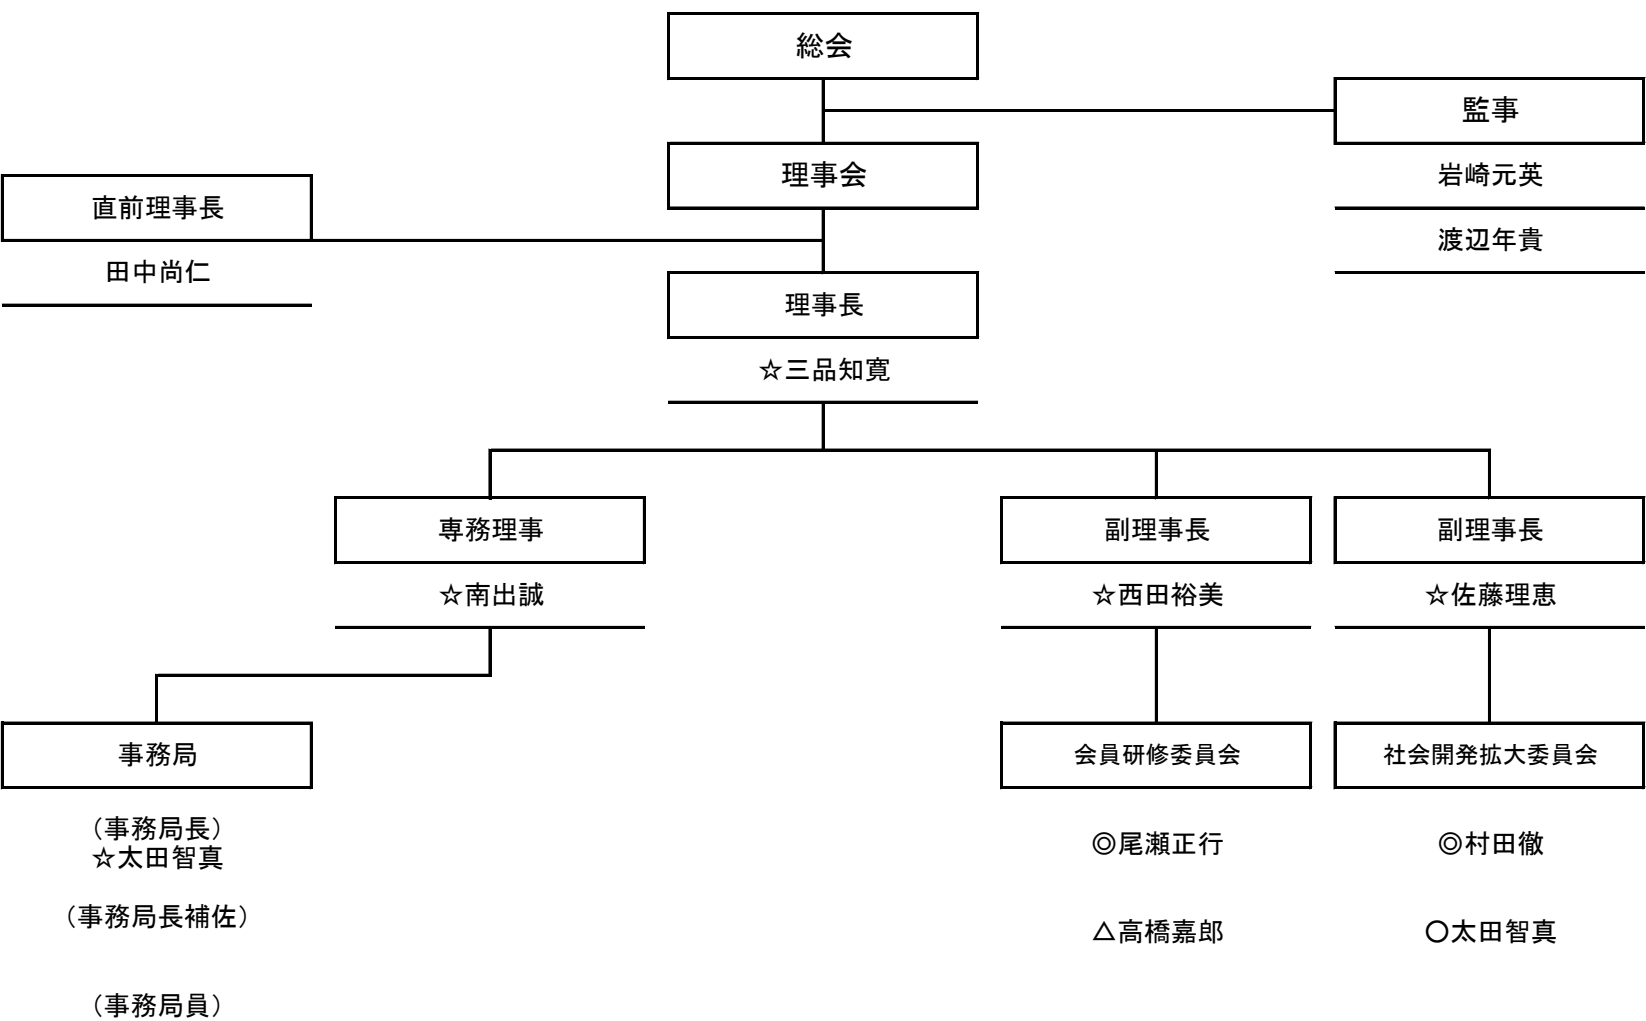 総会
監事
理事会
岩崎元英
直前理事長
渡辺年貴
田中尚仁
理事長
☆三品知寛
専務理事
副理事長
副理事長
☆南出誠
☆西田裕美
☆佐藤理恵
事務局
会員研修委員会
社会開発拡大委員会
（事務局長）
☆太田智真
◎尾瀬正行
◎村田徹
（事務局長補佐）
△高橋嘉郎
〇太田智真
（事務局員）